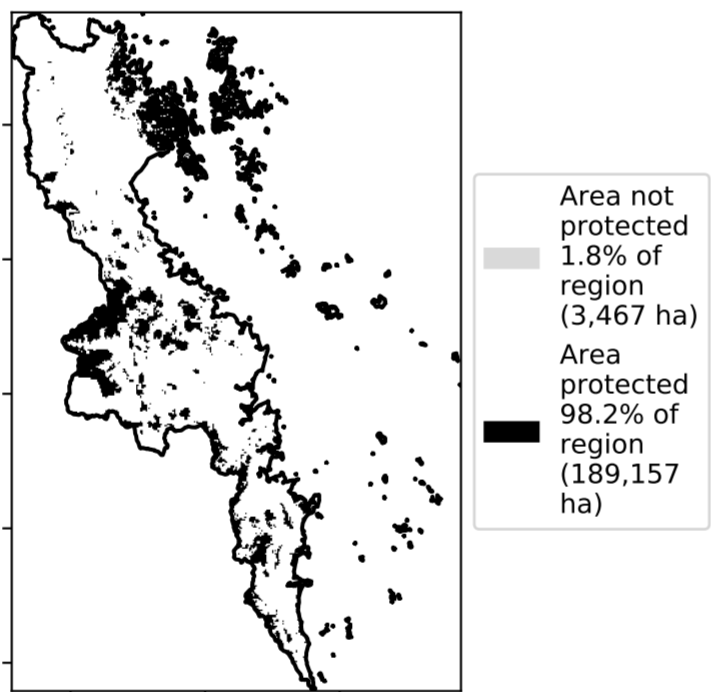 Area not
protected
1.8% of
region
(3,467 ha)
Area
protected
98.2% of
region
(189,157
ha)